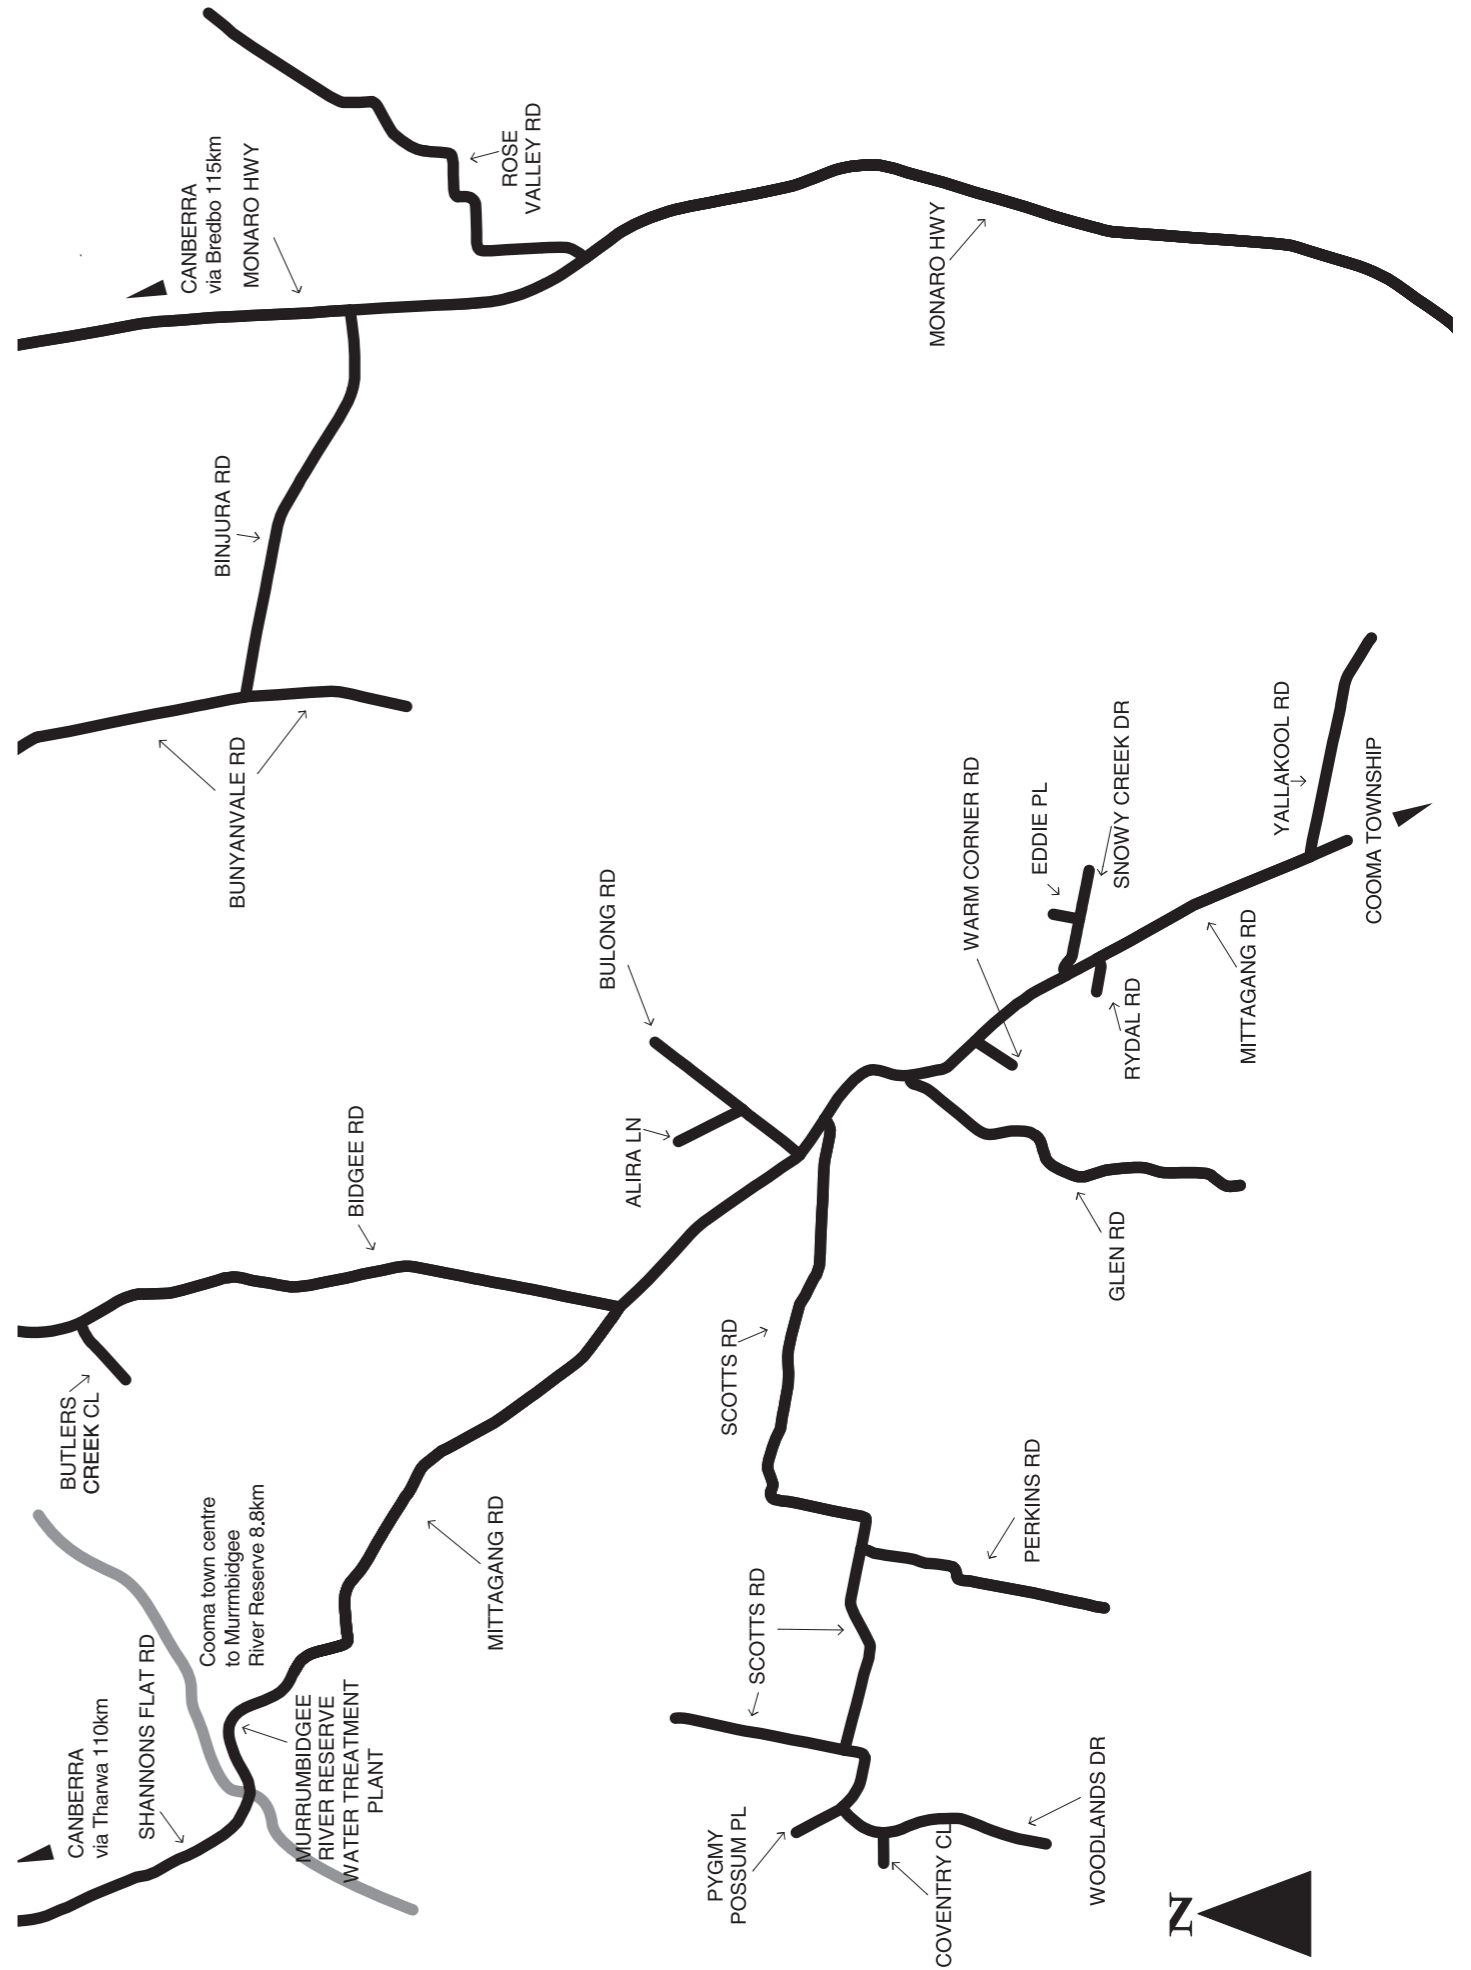 CANBERRA
via Tharwa 110km
SHANNONS FLAT RD
Cooma town centre
to Murrmbidgee
River Reserve 8.8km
MURRUMBIDGEE
RIVER RESERVE
WATER TREATMENT
PLANT
BUTLERS
CREEK CL
BIDGEE RD
BUNYANVALE RD
BINJURA RD
CANBERRA
via Bredbo 115km
MONARO HWY
ROSE
VALLEY RD
MITTAGANG RD
ALIRA LN
BULONG RD
PYGMY
POSSUM PL
SCOTTS RD
SCOTTS RD
MONARO HWY
COVENTRY CL
WOODLANDS DR
PERKINS RD
GLEN RD
WARM CORNER RD
EDDIE PL
SNOWY CREEK DR
RYDAL RD
MITTAGANG RD
YALLAKOOL RD
COOMA TOWNSHIP
N